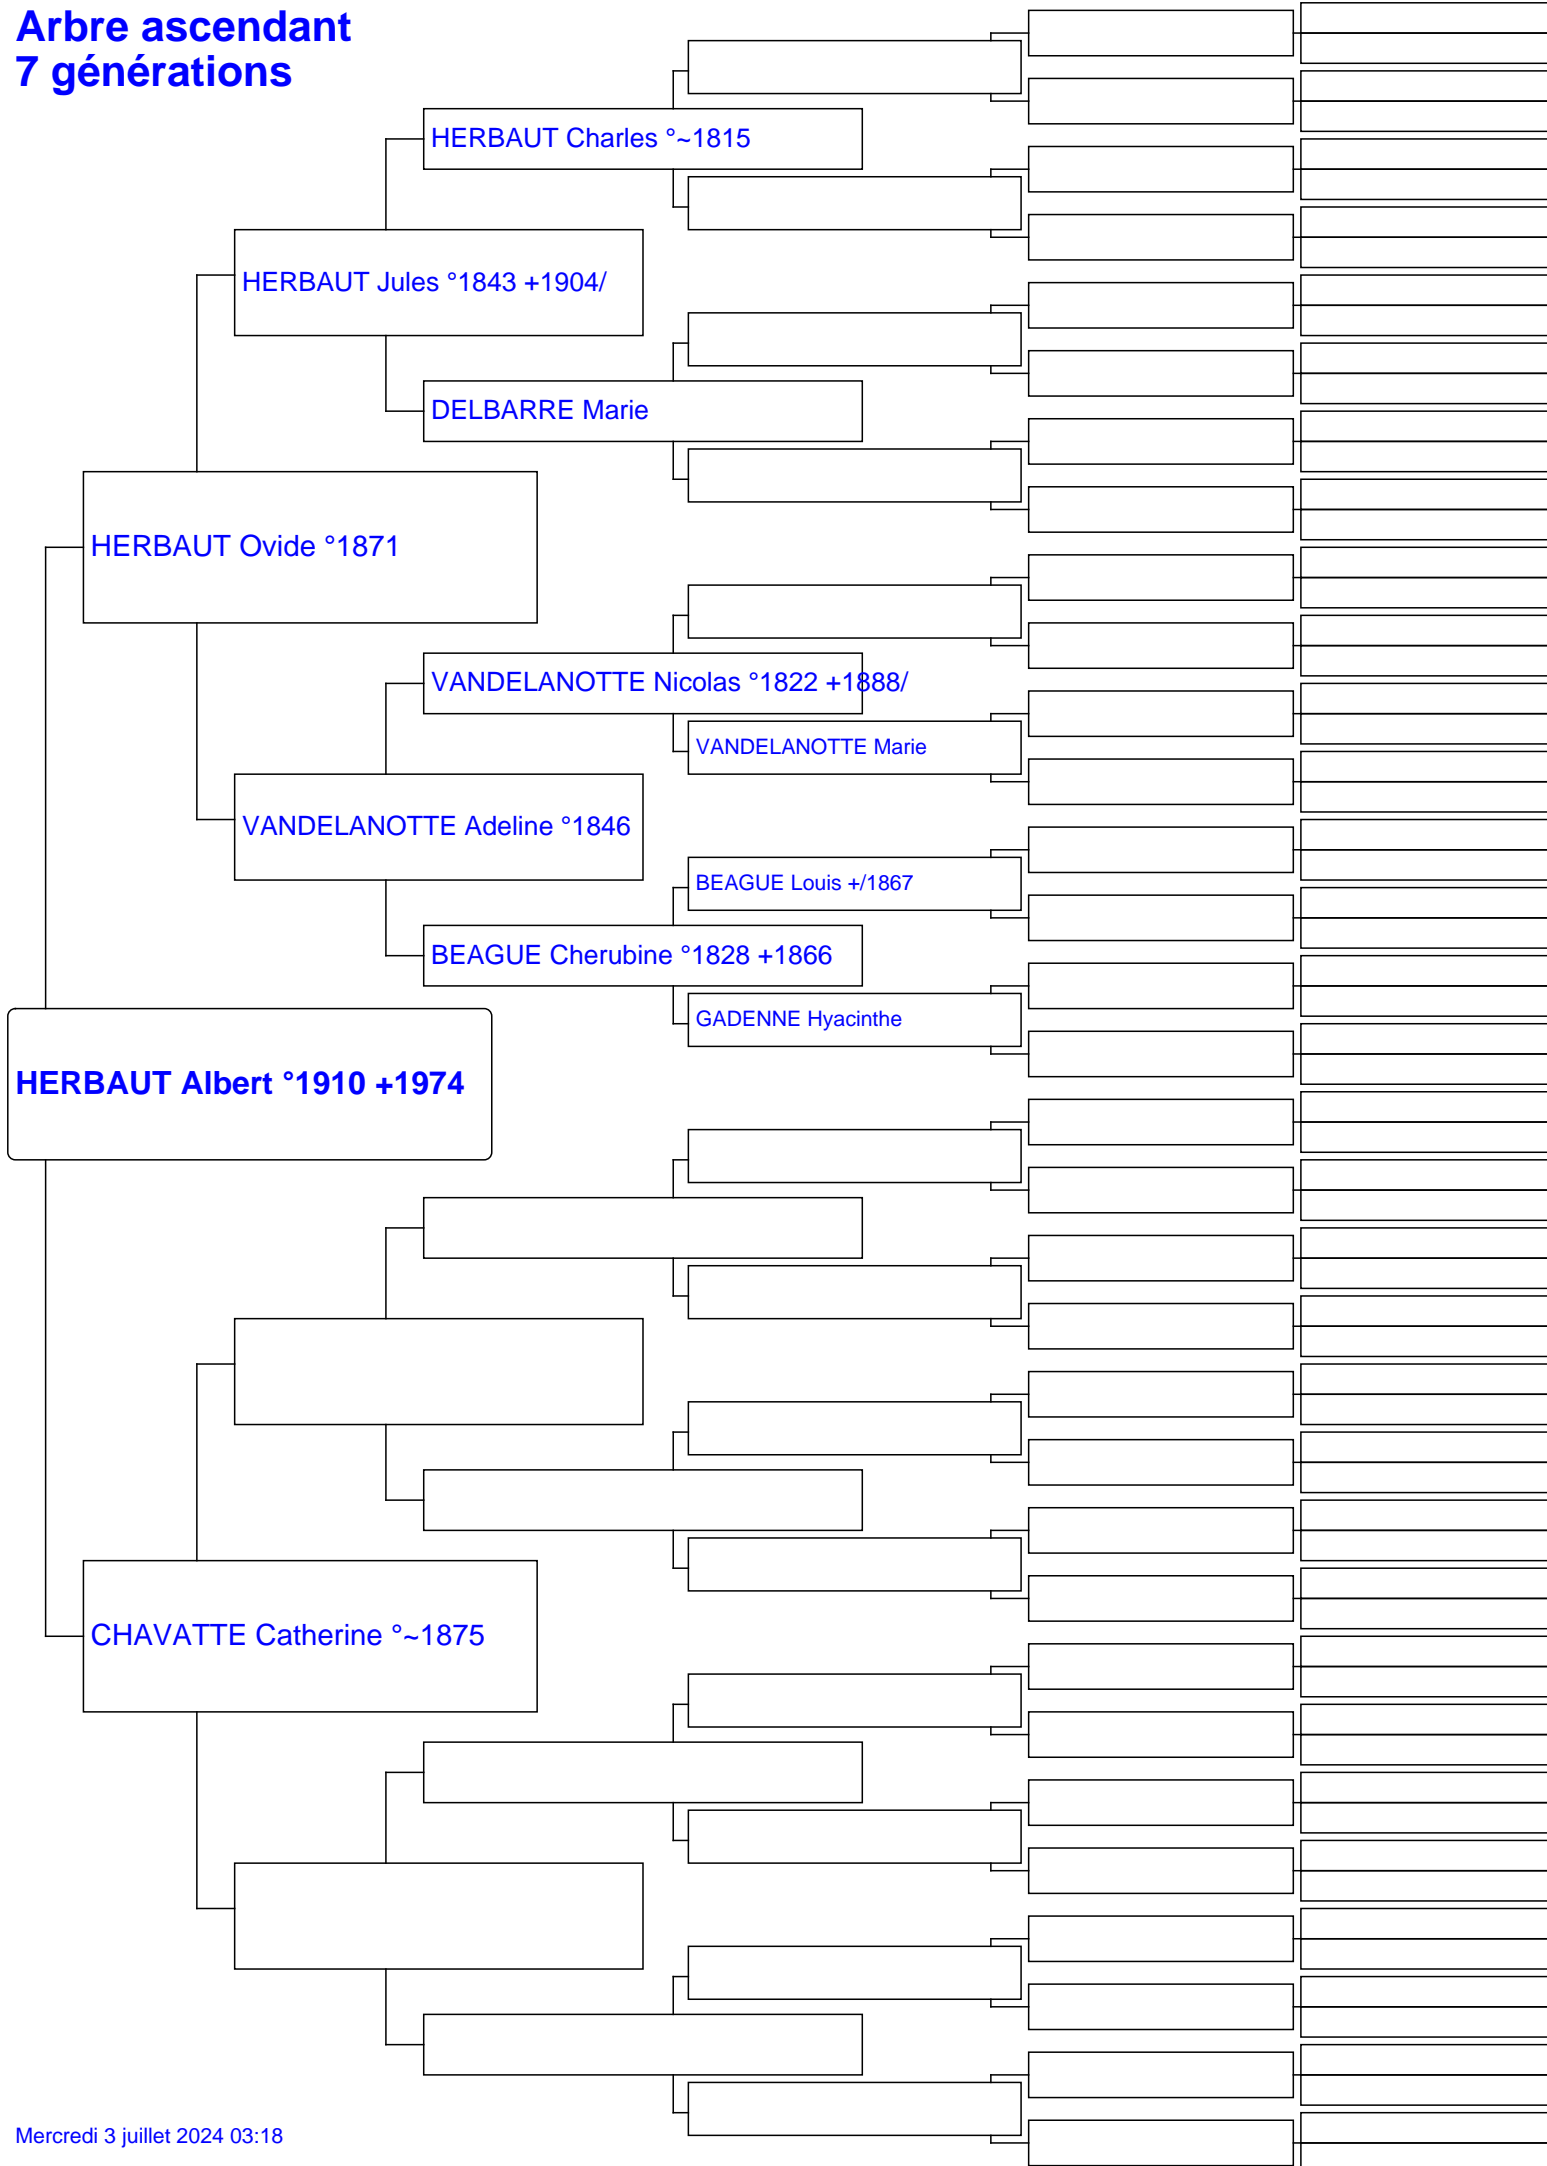 Arbre ascendant
7 générations
HERBAUT Charles °~1815
HERBAUT Jules °1843 +1904/
DELBARRE Marie
HERBAUT Ovide °1871
VANDELANOTTE Nicolas °1822 +1888/
VANDELANOTTE Marie
VANDELANOTTE Adeline °1846
BEAGUE Louis +/1867
BEAGUE Cherubine °1828 +1866
GADENNE Hyacinthe
HERBAUT Albert °1910 +1974
CHAVATTE Catherine °~1875
Mercredi 3 juillet 2024 03:18